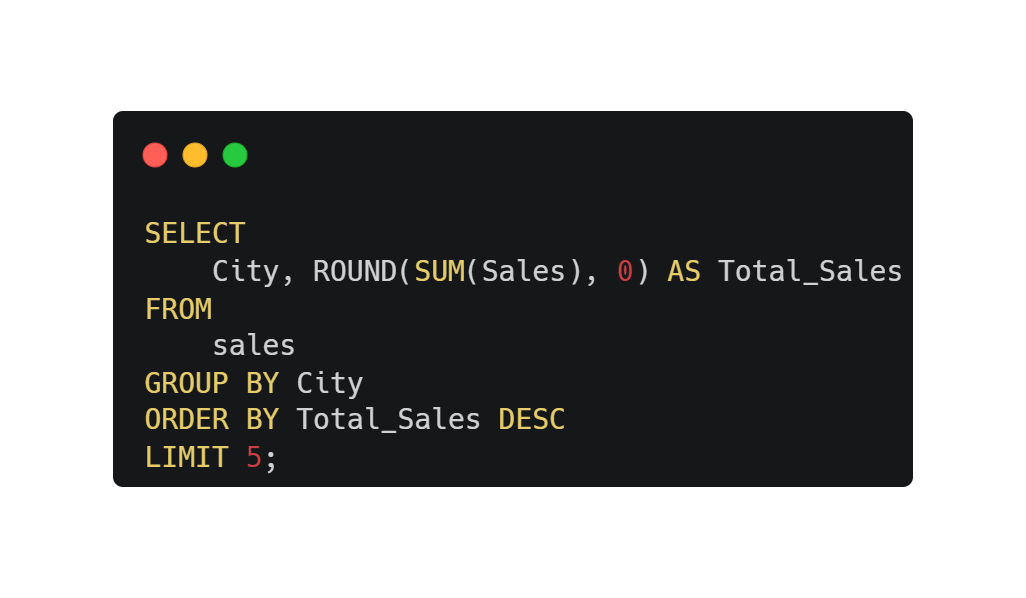 SELECT
    City, ROUND(SUM(Sales), 0) AS Total_Sales
FROM
    sales
GROUP BY City
ORDER BY Total_Sales DESC
LIMIT 5;